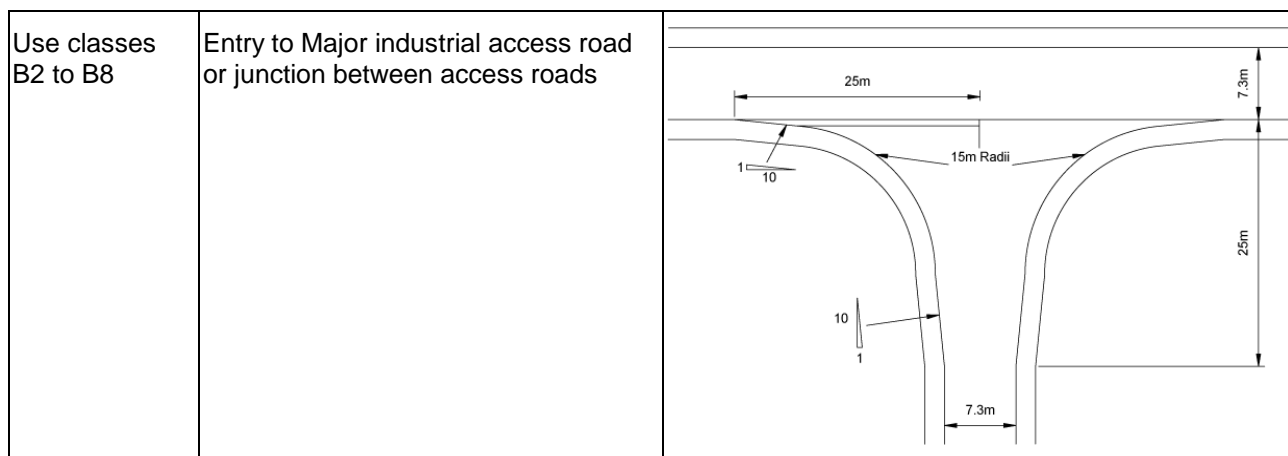 Use classes
B2 to B8
Entry to Major industrial access road
or junction between access roads
25m
7.3m
15m Radii
1
10
25m
10
1
7.3m